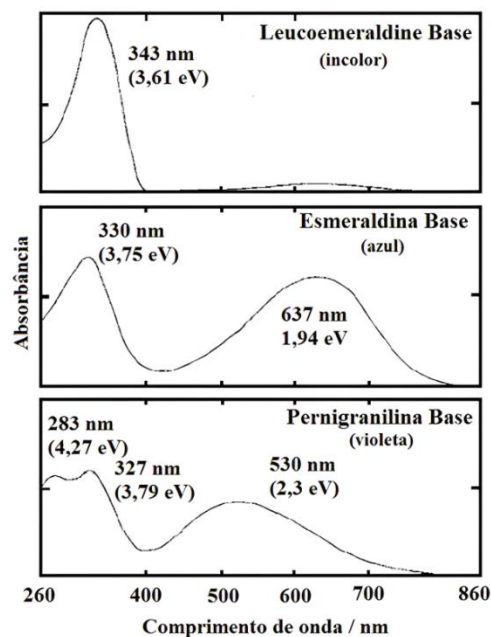 Leucoemeraldine Base
(incolor)
343 nm
(3,61 eV)
Esmeraldina Base
(azul)
330 nm
(3,75 eV)
637 nm
1,94 eV
Absorbância
Pernigranilina Base
(violeta)
283 nm
(4,27 eV)
327 nm
(3,79 eV)
530 nm
(2,3 eV)
260 400 500 600 700 860
Comprimento de onda / nm